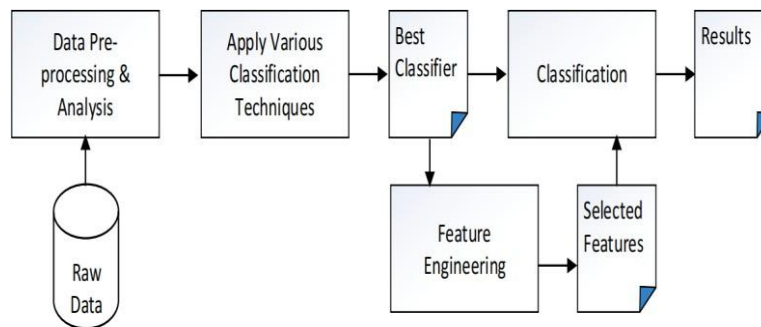 Data Pre-
processing &
Analysis
Apply Various
Classification
Techniques
Best
Classifier
Classification
Results
Raw
Data
Feature
Engineering
Selected
Features